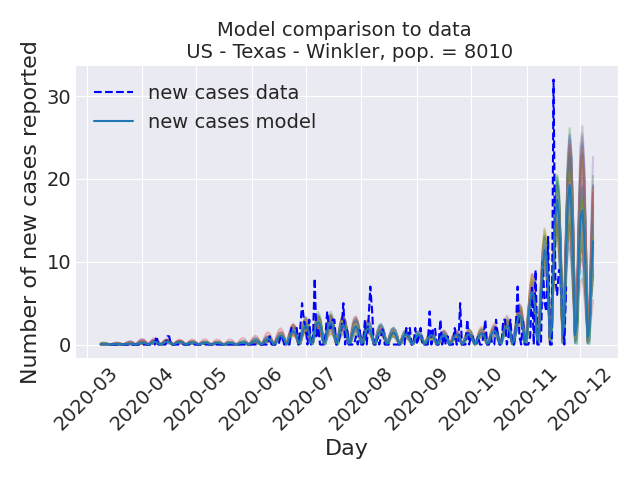 Model comparison to data
US - Texas - Winkler, pop. = 8010
Number of new cases reported
30
20
10
0
new cases data
new cases model
2020-03
2020-04
2020-05
2020-06
2020-07
2020-08
2020-09
2020-10
2020-11
2020-12
Day